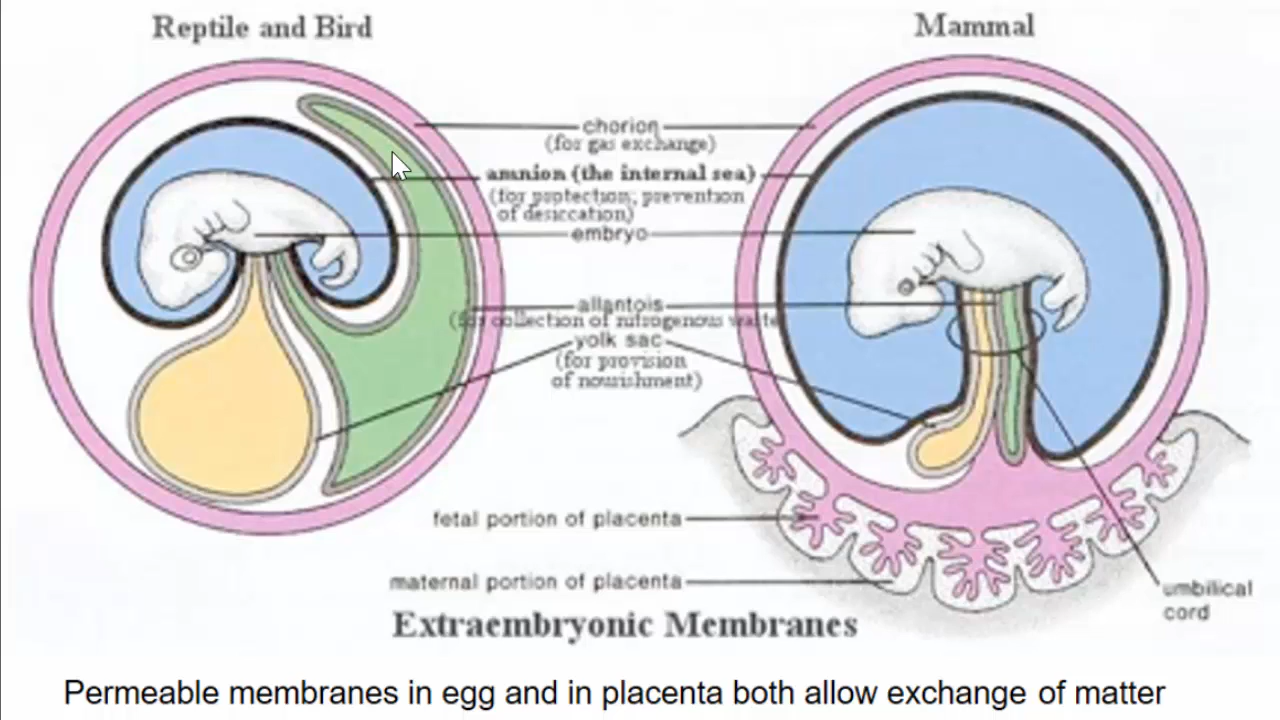 Reptile and Bird
Mammal
chorion
(for gas exchange)
amnion (the internal sea)
(for protection, prevention
of desiccation)
embryo
allantois
(for collection of nitrogenous waste
yolk sac
(for provision
of nourishment)
fetal portion of placenta
maternal portion of placenta
umbilical
cord
Extraembryonic Membranes
Permeable membranes in egg and in placenta both allow exchange of matter